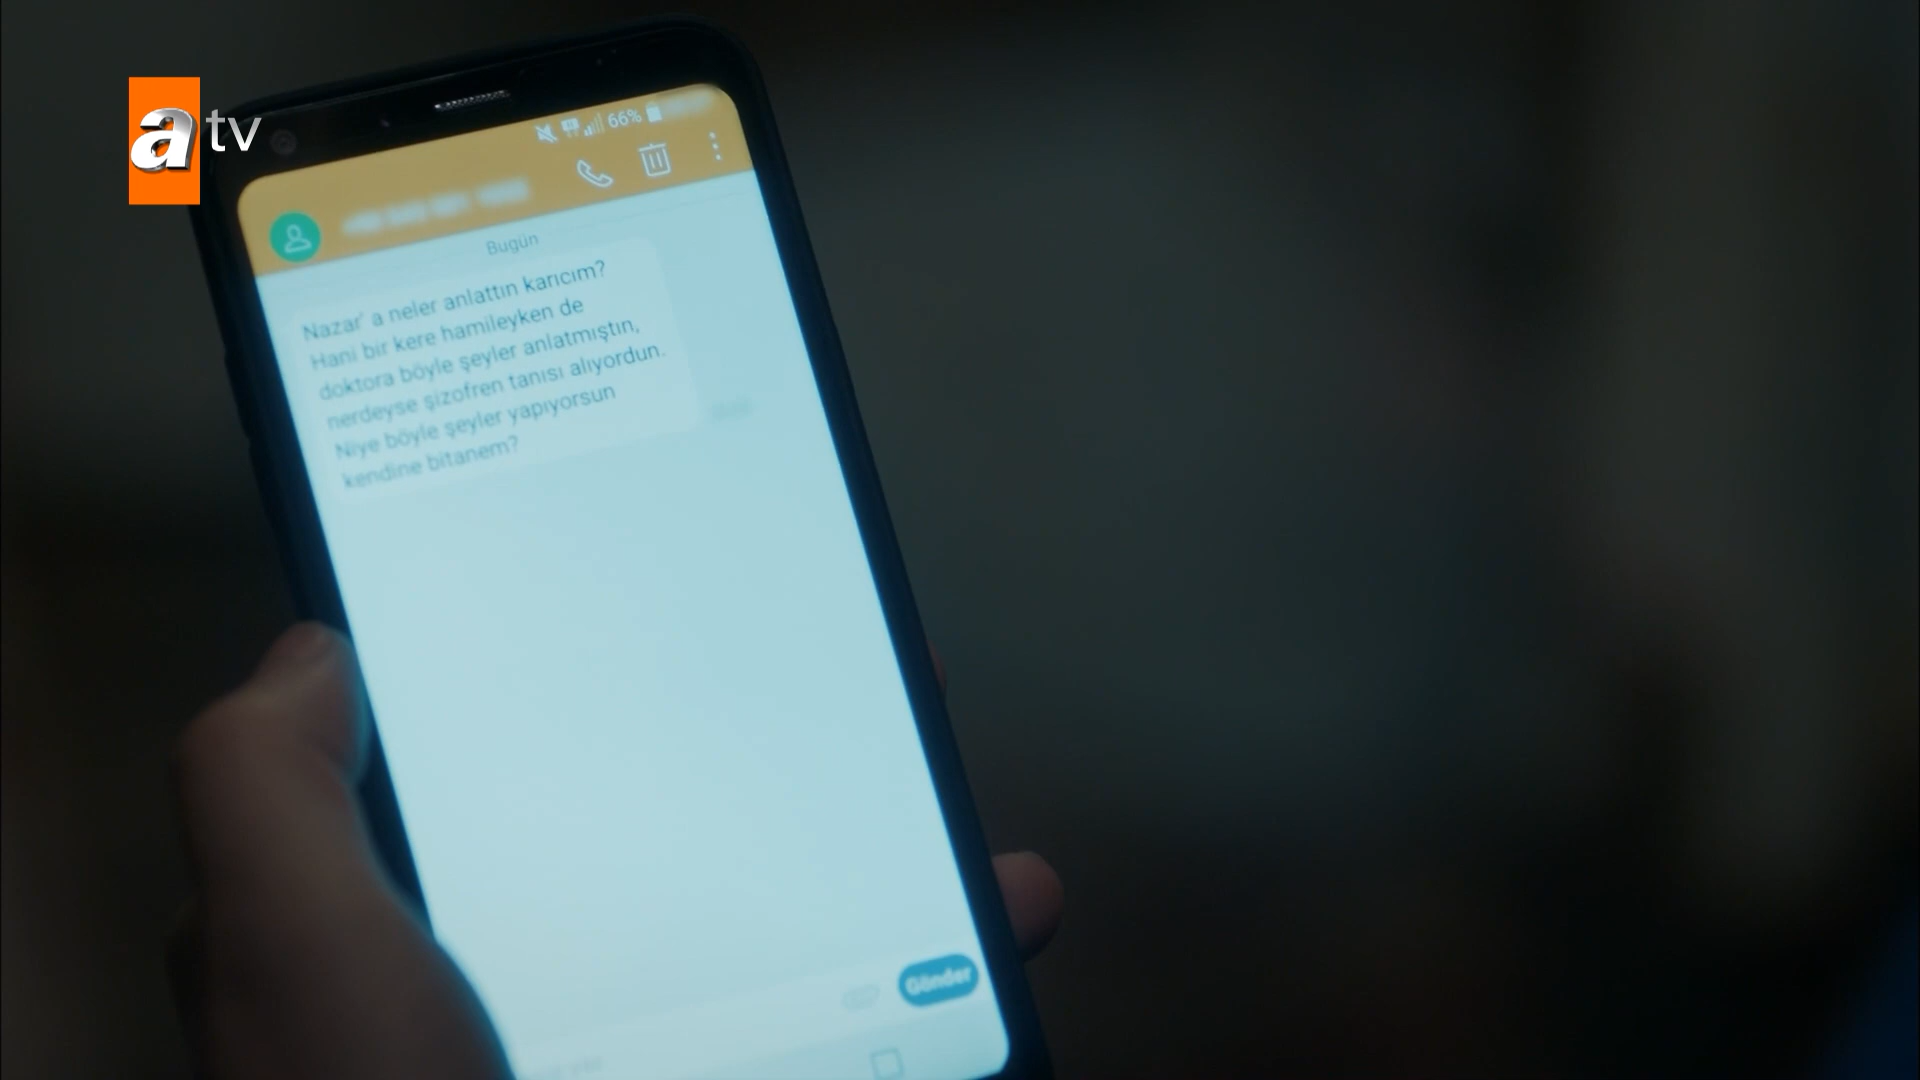 a tv
66%
Bugün
Nazar' a neler anlattın karıcım?
Hani bir kere hamileyken de
doktora böyle şeyler anlatmıştın,
nerdeyse şizofren tanısı alıyordun.
Niye böyle şeyler yapıyorsun
kendine bitanem?
Gönder